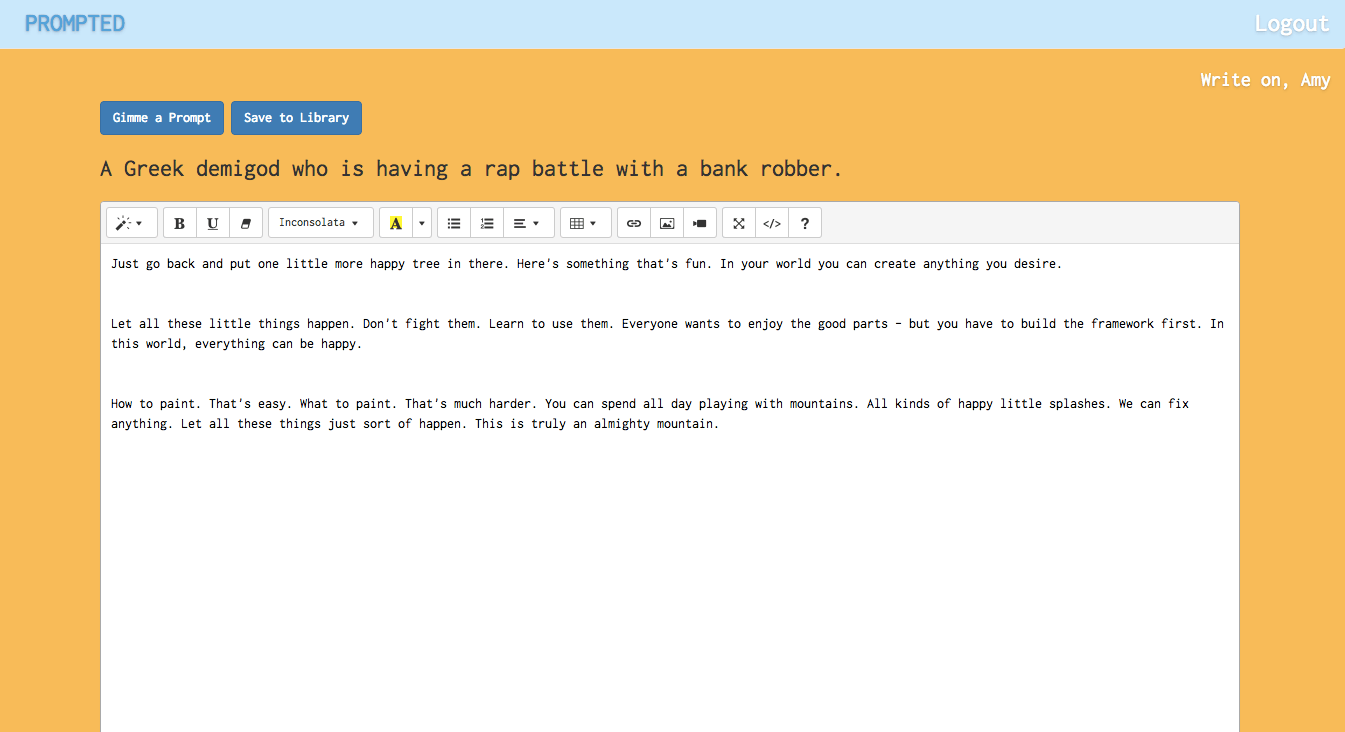 PROMPTED
Logout
Write on, Amy
Gimme a Prompt
Save to Library
A Greek demigod who is having a rap battle with a bank robber.
B U Inconsolata A </> ?
Just go back and put one little more happy tree in there. Here's something that's fun. In your world you can create anything you desire.
Let all these little things happen. Don't fight them. Learn to use them. Everyone wants to enjoy the good parts - but you have to build the framework first. In
this world, everything can be happy.
How to paint. That's easy. What to paint. That's much harder. You can spend all day playing with mountains. All kinds of happy little splashes. We can fix
anything. Let all these things just sort of happen. This is truly an almighty mountain.